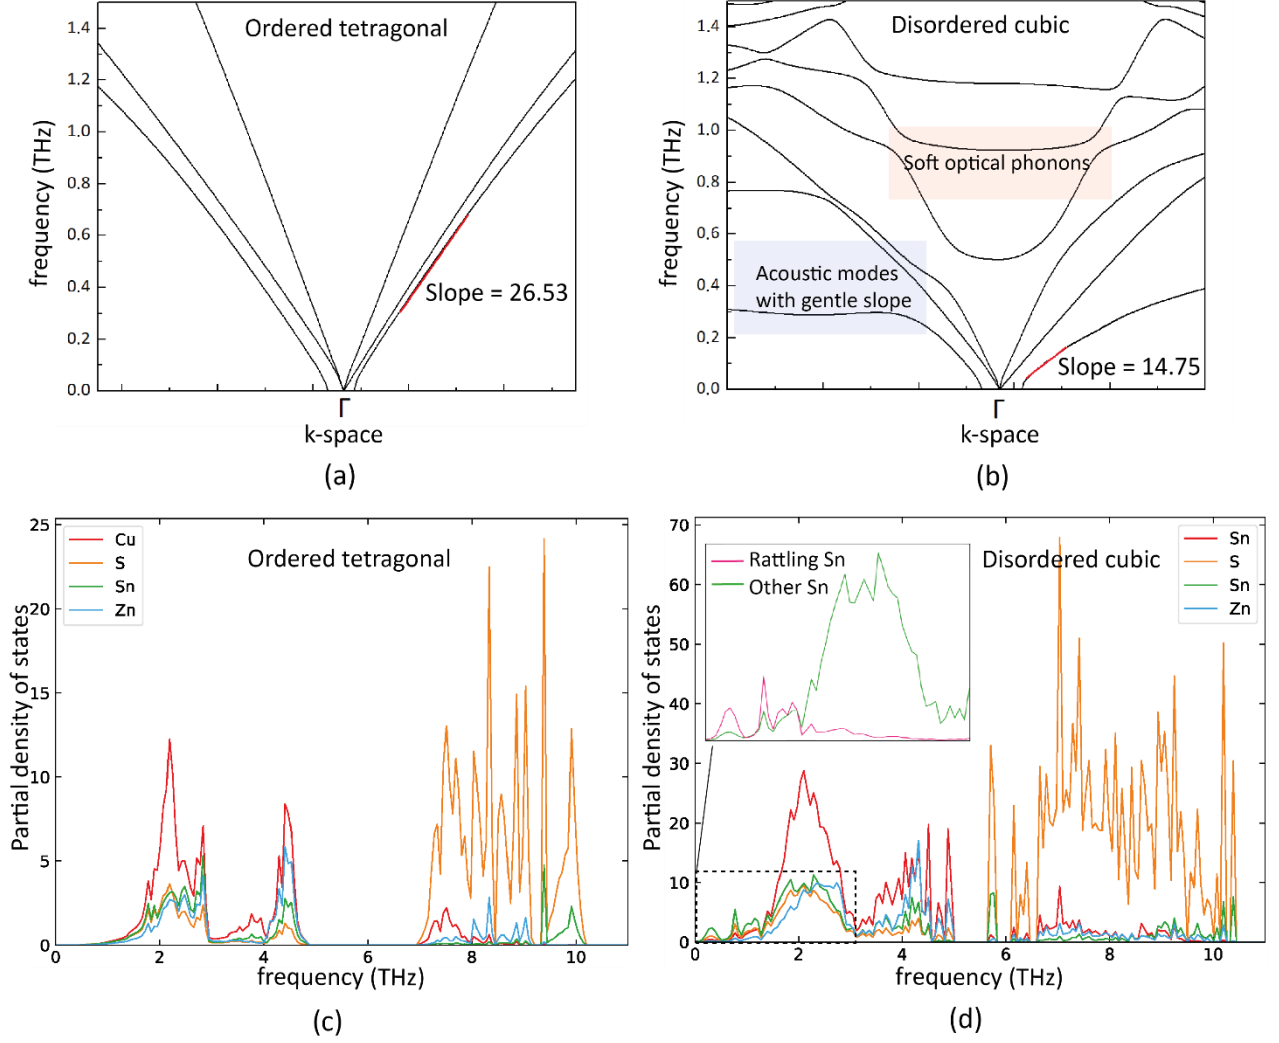 Ordered tetragonal
frequency (THz)
1.4
1.2
1.0
0.8
0.6
0.4
0.2
0.0
Slope = 26.53
Γ
k-space
(a)
Disordered cubic
frequency (THz)
1.4
1.2
1.0
0.8
0.6
0.4
0.2
0.0
Soft optical phonons
Acoustic modes
with gentle slope
Slope = 14.75
Γ
k-space
(b)
Ordered tetragonal
Partial density of states
25
20
15
10
5
0
Cu
S
Sn
Zn
0 2 4 6 8 10
frequency (THz)
(c)
Disordered cubic
Partial density of states
70
60
50
40
30
20
10
0
Rattling Sn
Other Sn
Sn
S
Sn
Zn
0 2 4 6 8 10
frequency (THz)
(d)